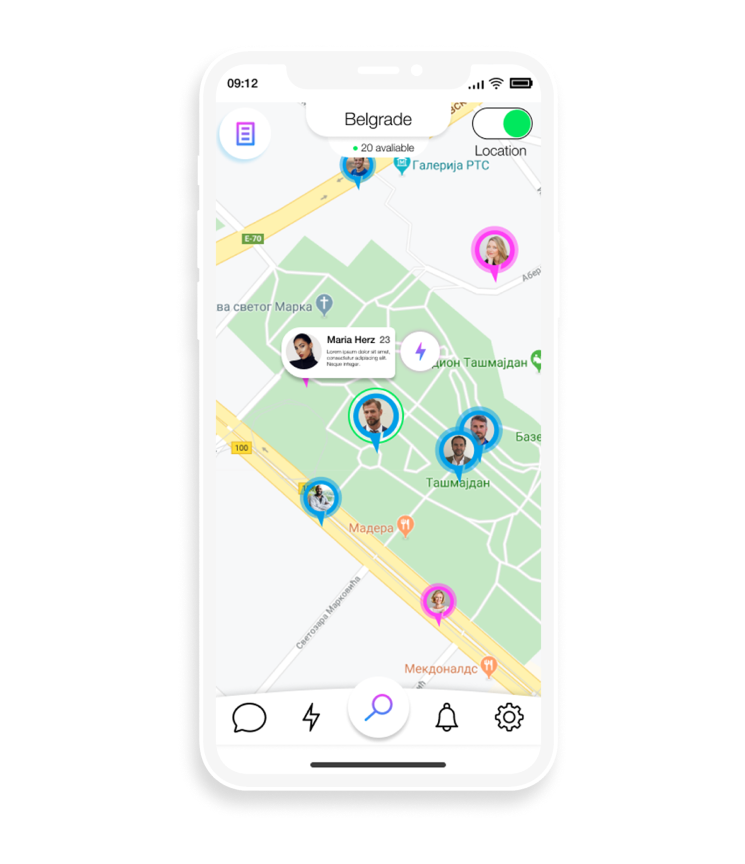 09:12
Belgrade
20 avaliable
Location
Галерија РТС
E-70
Абер
ва светог Марка
Maria Herz 23
Lorem ipsum dolor sit amet,
consectetur adipiscing elit.
Neque integer.
дион Ташмајдан
100
Базе
Ташмајдан
Мадера
Светозара Марковића
Мекдоналдс
ић